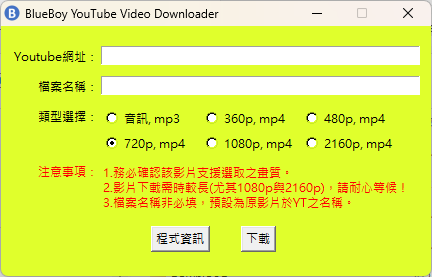 BlueBoy YouTube Video Downloader
Youtube網址：
檔案名稱：
類型選擇： 音訊, mp3 360p, mp4 480p, mp4
720p, mp4 1080p, mp4 2160p, mp4
注意事項： 1.務必確認該影片支援選取之畫質。
2.影片下載需時較長(尤其1080p與2160p)，請耐心等候！
3.檔案名稱非必填，預設為原影片於YT之名稱。
程式資訊 下載